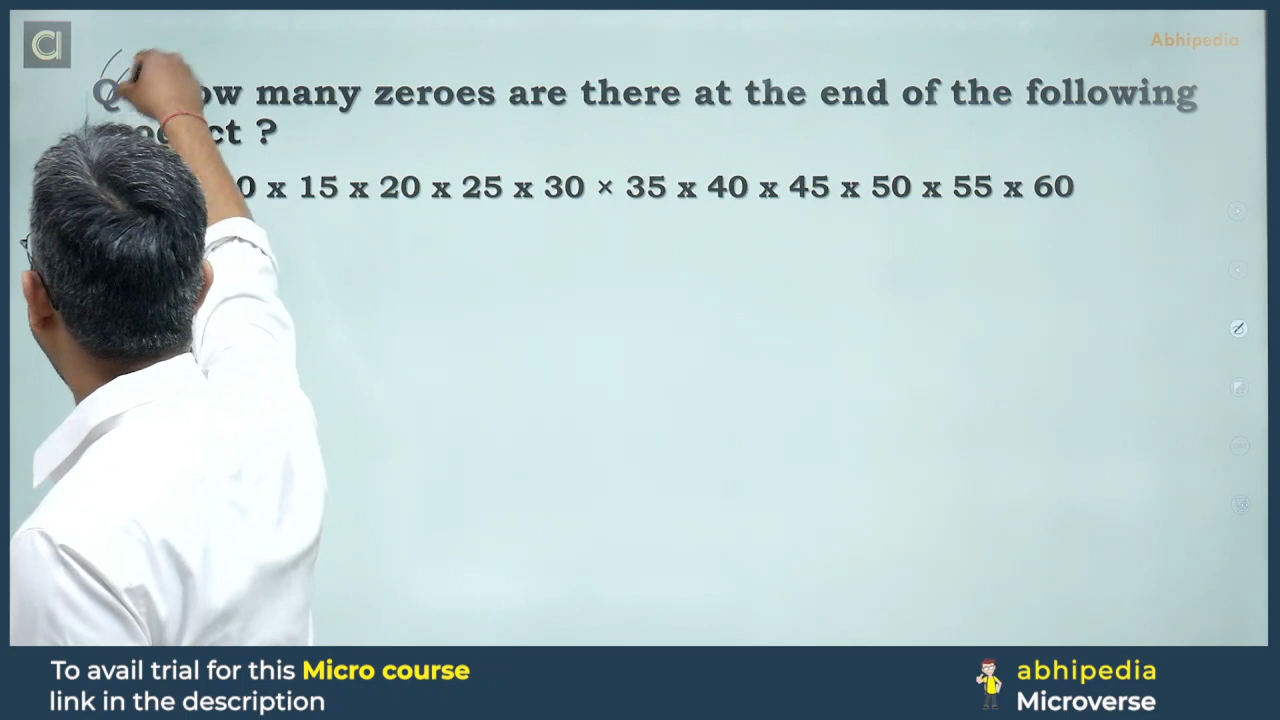 Abhipedia
ow many zeroes are there at the end of the following
ct ?
0 x 15 x 20 x 25 x 30 × 35 x 40 x 45 x 50 x 55 x 60
To avail trial for this Micro course
link in the description
abhipedia
Microverse